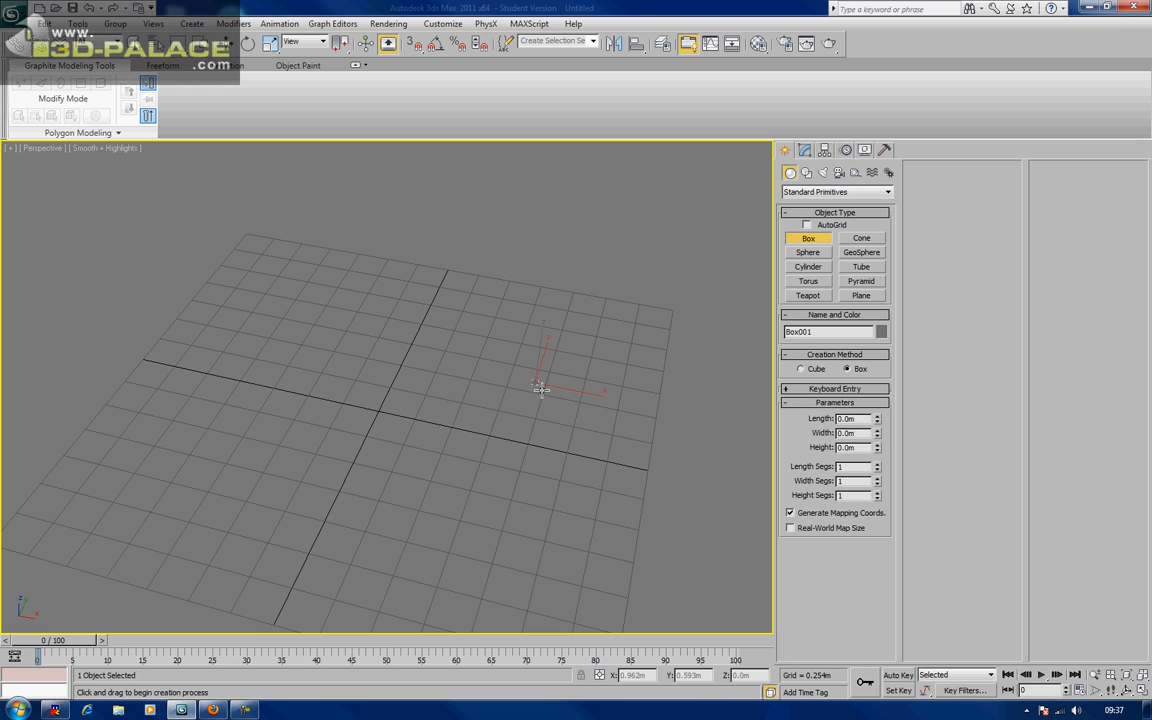 Autodesk 3ds Max 2011 x64 - Student Version Untitled
Type a keyword or phrase
Edit Tools Group Views Create Modifiers Animation Graph Editors Rendering Customize PhysX MAXScript Help
www.
3D-PALACE
.com
View
3
Create Selection Se
Graphite Modeling Tools Freeform Object Paint
Modify Mode
Polygon Modeling
[ + ] [ Perspective ] [ Smooth + Highlights ]
Standard Primitives
- Object Type
AutoGrid
Box Cone
Sphere GeoSphere
Cylinder Tube
Torus Pyramid
Teapot Plane
- Name and Color
Box001
- Creation Method
Cube Box
+ Keyboard Entry
- Parameters
Length: 0.0m
Width: 0.0m
Height: 0.0m
Length Segs: 1
Width Segs: 1
Height Segs: 1
Generate Mapping Coords.
Real-World Map Size
z
y
x
< 0 / 100 >
0 5 10 15 20 25 30 35 40 45 50 55 60 65 70 75 80 85 90 95 100
1 Object Selected X: 0.962m Y: 0.593m Z: 0.0m Grid = 0.254m Auto Key Selected
Click and drag to begin creation process Add Time Tag Set Key Key Filters... 0
09:37